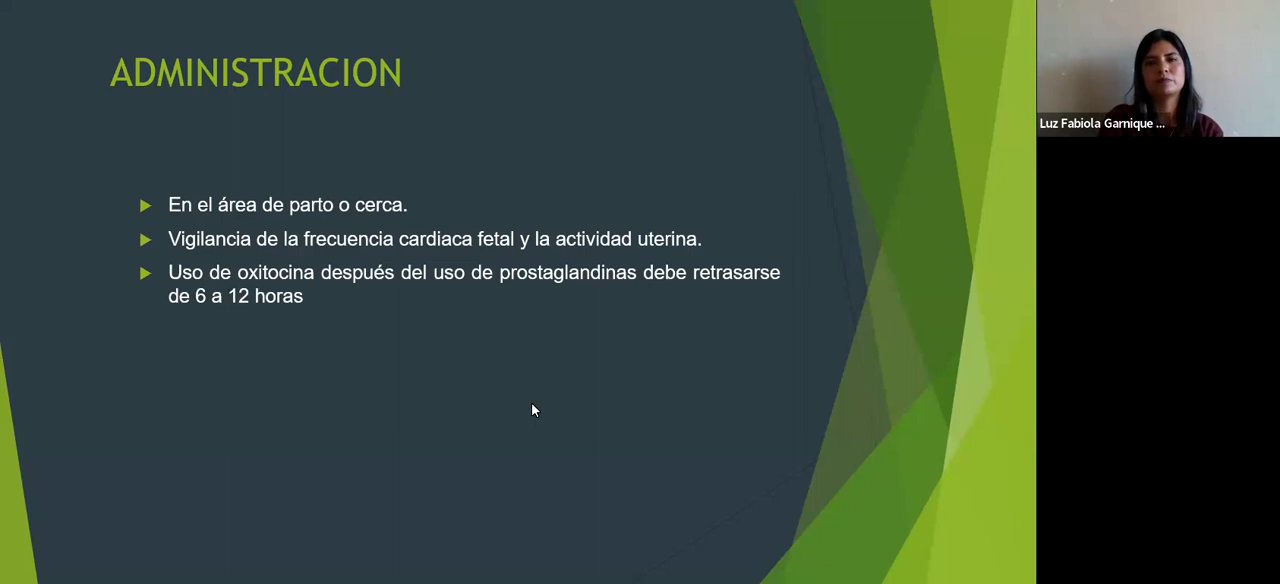 ADMINISTRACION
En el área de parto o cerca.
Vigilancia de la frecuencia cardiaca fetal y la actividad uterina.
Uso de oxitocina después del uso de prostaglandinas debe retrasarse
de 6 a 12 horas
Luz Fabiola Garnique ...